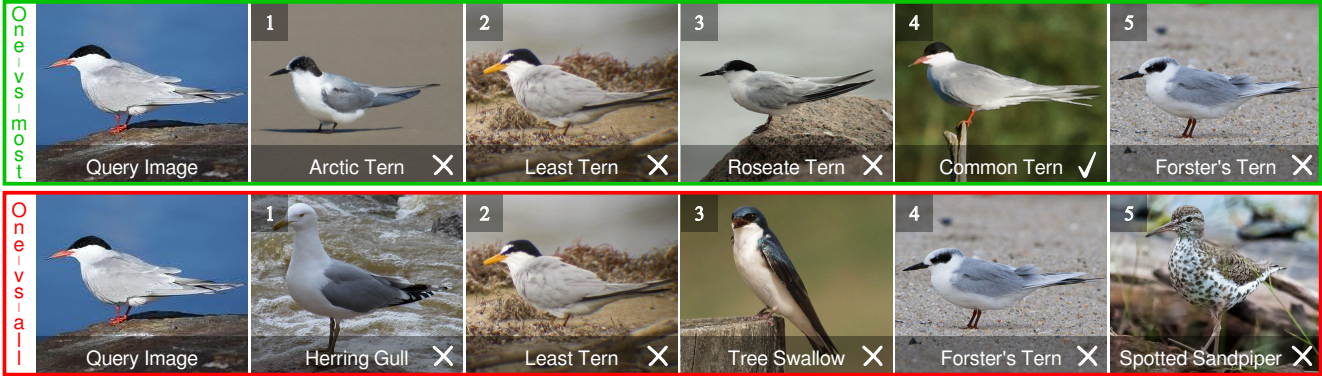 One-vs-most
1
2
3
4
5
Query Image
Arctic Tern
Least Tern
Roseate Tern
Common Tern
Forster's Tern
One-vs-all
1
2
3
4
5
Query Image
Herring Gull
Least Tern
Tree Swallow
Forster's Tern
Spotted Sandpiper